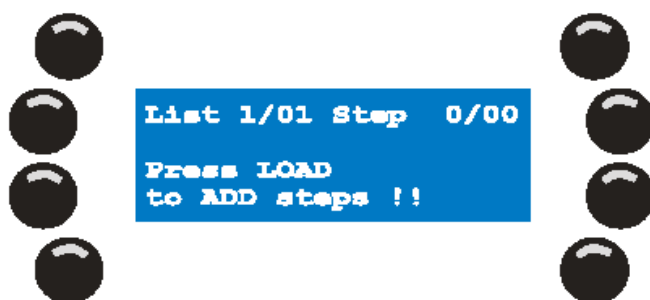 List 1/01 Step 0/00
Press LOAD
to ADD steps !!